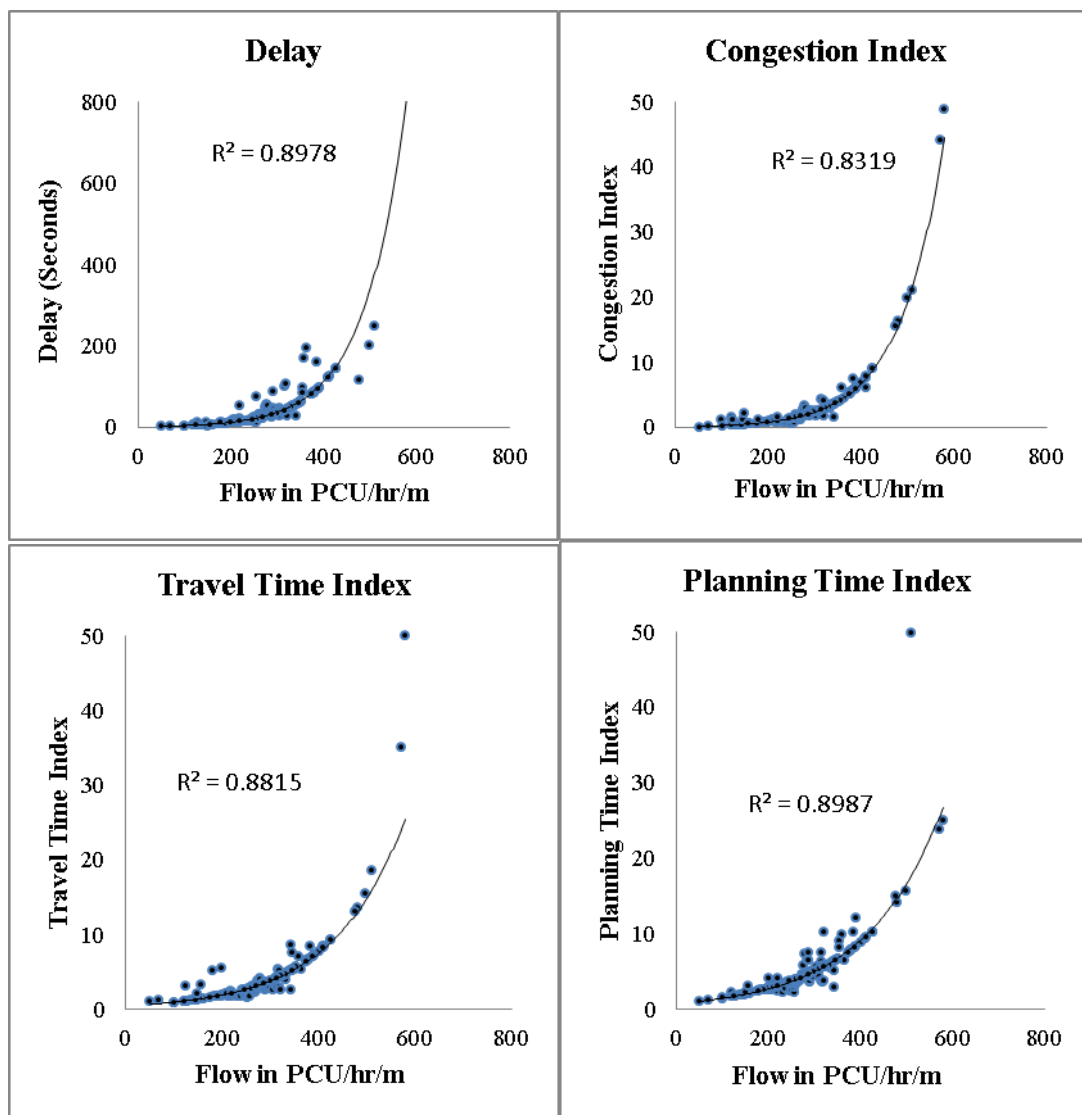 Delay
R² = 0.8978
Delay (Seconds)
800
600
400
200
0
0 200 400 600 800
Flow in PCU/hr/m
Congestion Index
R² = 0.8319
Congestion Index
50
40
30
20
10
0
0 200 400 600 800
Flow in PCU/hr/m
Travel Time Index
R² = 0.8815
Travel Time Index
50
40
30
20
10
0
0 200 400 600 800
Flow in PCU/hr/m
Planning Time Index
R² = 0.8987
Planning Time Index
50
40
30
20
10
0
0 200 400 600 800
Flow in PCU/hr/m